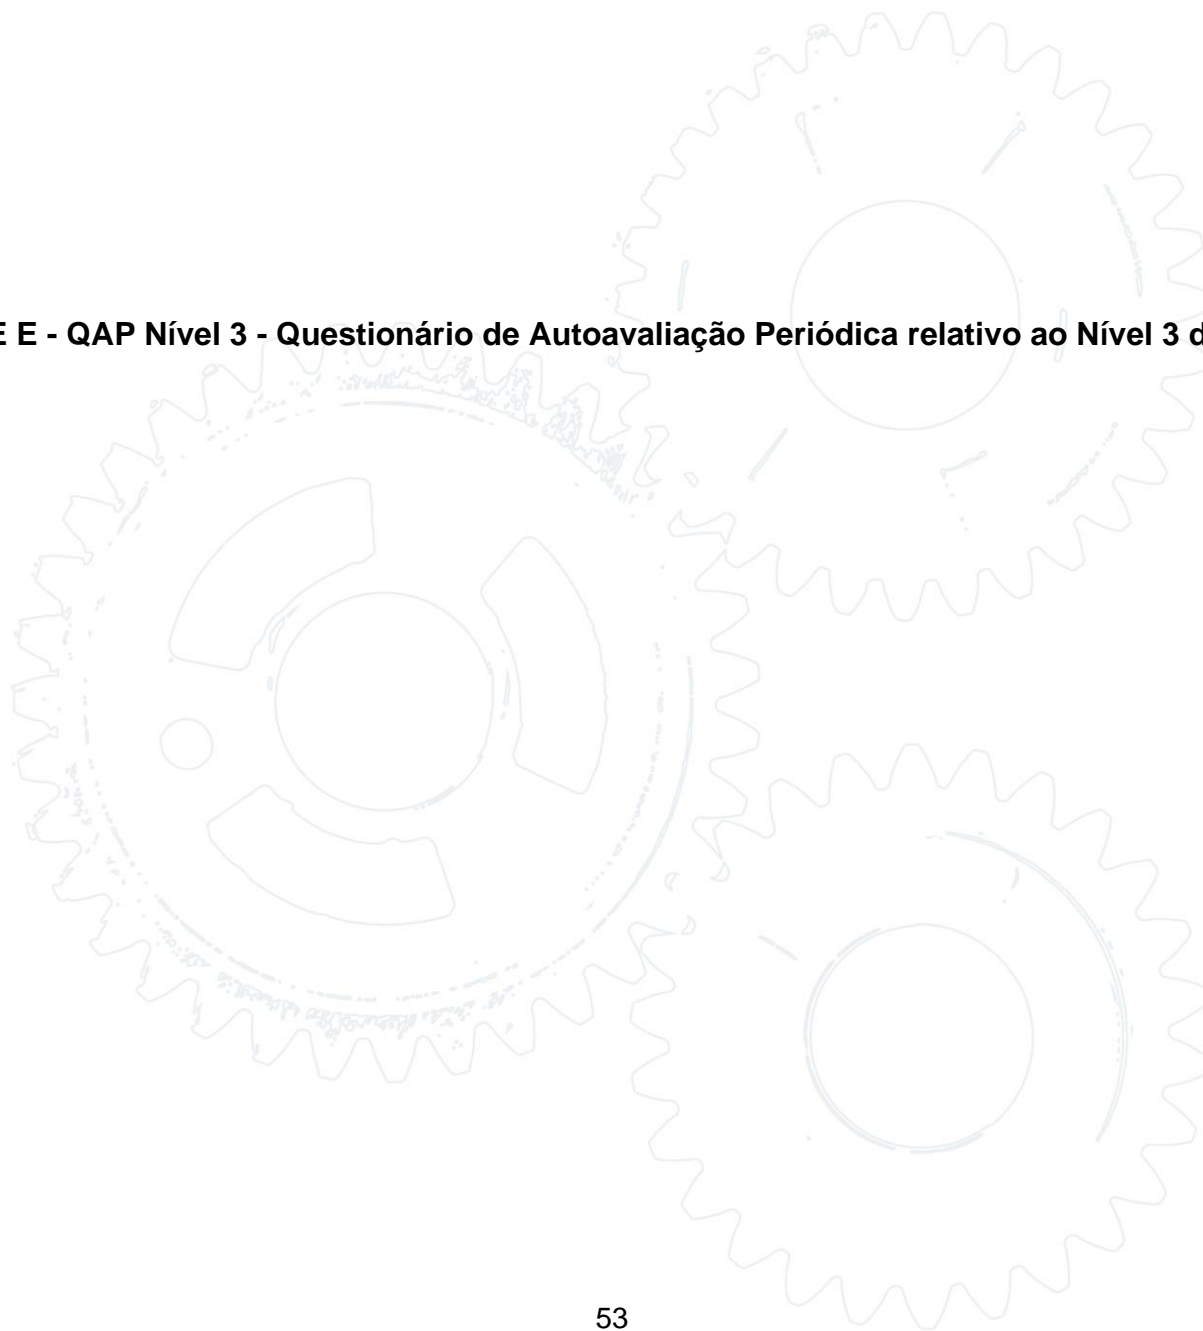 E E - QAP Nível 3 - Questionário de Autoavaliação Periódica relativo ao Nível 3 d
53